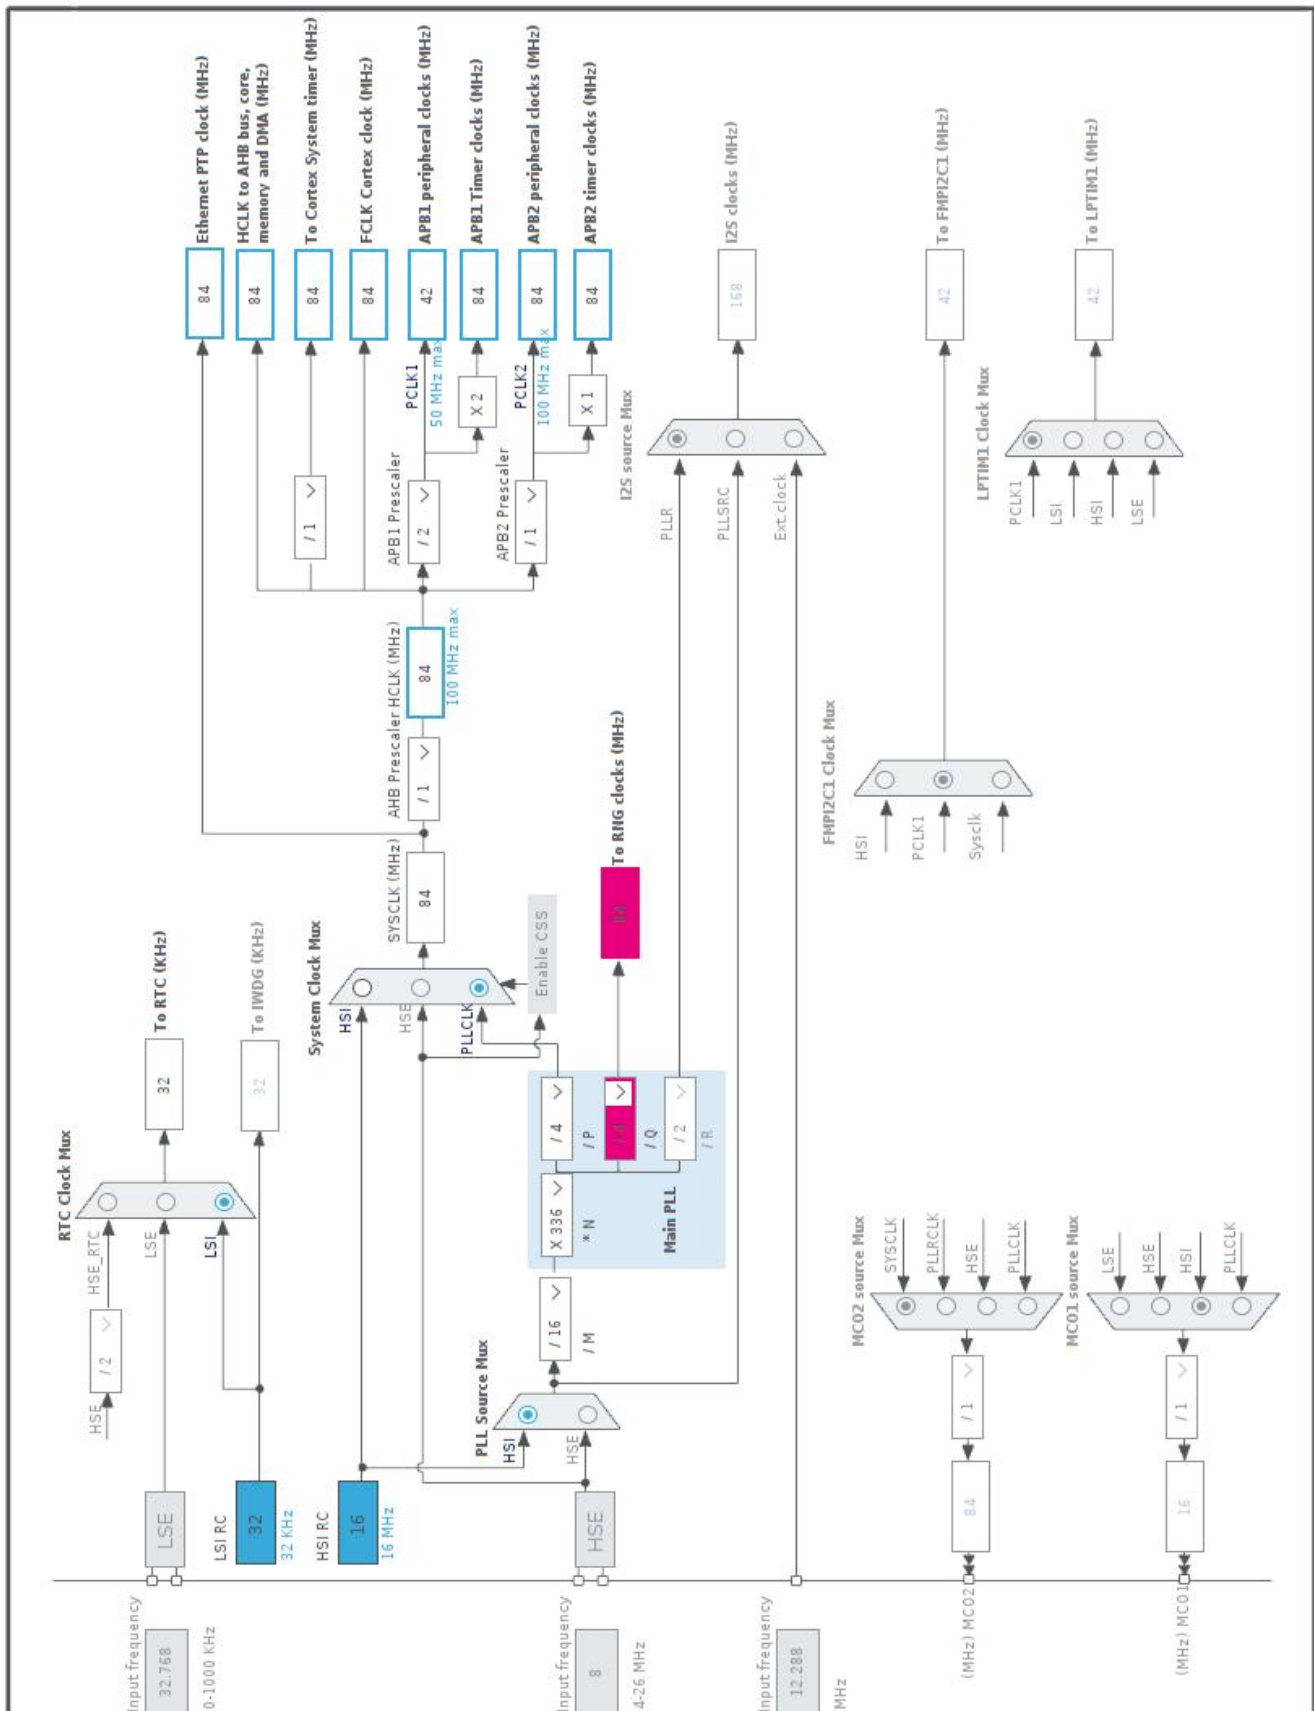 Input frequency
32.768
0-1000 KHz
LSE
HSE
/ 2
HSE_RTC
LSE
LSI
RTC Clock Mux
32
To RTC (KHz)
LSI RC
32
32 KHz
32
To IWDG (KHz)
HSI RC
16
16 MHz
System Clock Mux
HSI
HSE
PLLCLK
Enable CSS
SYSCLK (MHz)
84
AHB Prescaler
/ 1
HCLK (MHz)
84
100 MHz max
84
Ethernet PTP clock (MHz)
84
HCLK to AHB bus, core,
memory and DMA (MHz)
/ 1
84
To Cortex System timer (MHz)
84
FCLK Cortex clock (MHz)
APB1 Prescaler
/ 2
PCLK1
50 MHz max
42
APB1 peripheral clocks (MHz)
X 2
84
APB1 Timer clocks (MHz)
APB2 Prescaler
/ 1
PCLK2
100 MHz max
84
APB2 peripheral clocks (MHz)
X 1
84
APB2 timer clocks (MHz)
Input frequency
8
4-26 MHz
HSE
PLL Source Mux
HSI
HSE
/ 16
/ M
X 336
* N
/ 4
/ P
/ Q
/ 2
/ R
Main PLL
To RNG clocks (MHz)
I2S source Mux
PLLR
PLLSRC
Ext.clock
168
I2S clocks (MHz)
Input frequency
12.288
MHz
FMPI2C1 Clock Mux
HSI
PCLK1
Sysclk
42
To FMPI2C1 (MHz)
LPTIM1 Clock Mux
PCLK1
LSI
HSI
LSE
42
To LPTIM1 (MHz)
MCO2 source Mux
SYSCLK
PLLRCLK
HSE
PLLCLK
/ 1
84
(MHz) MCO2
MCO1 source Mux
LSE
HSE
HSI
PLLCLK
/ 1
16
(MHz) MCO1